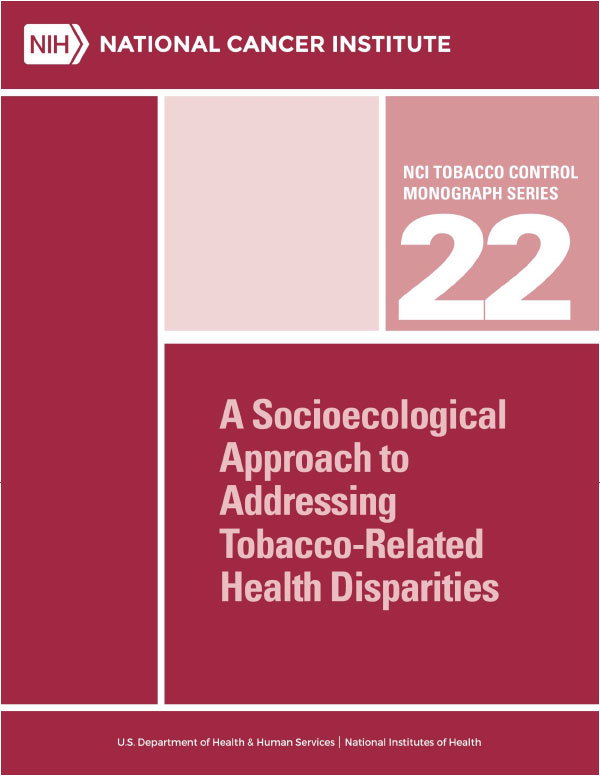 NIH NATIONAL CANCER INSTITUTE
NCI TOBACCO CONTROL
MONOGRAPH SERIES
22
A Socioecological
Approach to
Addressing
Tobacco-Related
Health Disparities
U.S. Department of Health & Human Services | National Institutes of Health